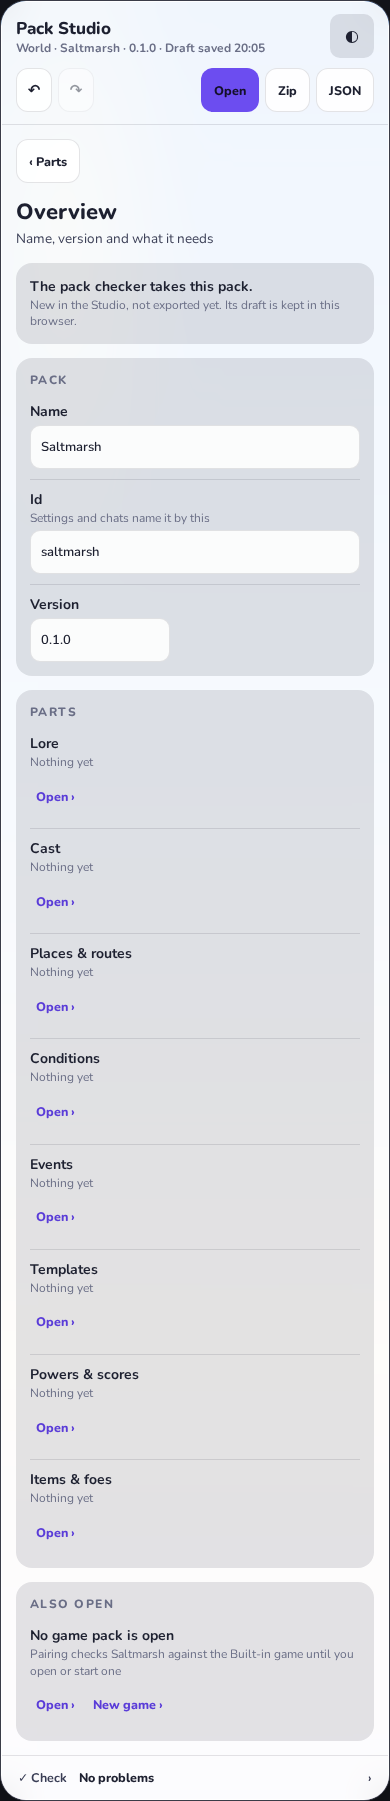 Pack Studio
World · Saltmarsh · 0.1.0 · Draft saved 20:05
Open Zip JSON
‹ Parts
Overview
Name, version and what it needs
The pack checker takes this pack.
New in the Studio, not exported yet. Its draft is kept in this
browser.
PACK
Name
Saltmarsh
Id
Settings and chats name it by this
saltmarsh
Version
0.1.0
PARTS
Lore
Nothing yet
Open ›
Cast
Nothing yet
Open ›
Places & routes
Nothing yet
Open ›
Conditions
Nothing yet
Open ›
Events
Nothing yet
Open ›
Templates
Nothing yet
Open ›
Powers & scores
Nothing yet
Open ›
Items & foes
Nothing yet
Open ›
ALSO OPEN
No game pack is open
Pairing checks Saltmarsh against the Built-in game until you
open or start one
Open › New game ›
✓ Check No problems ›